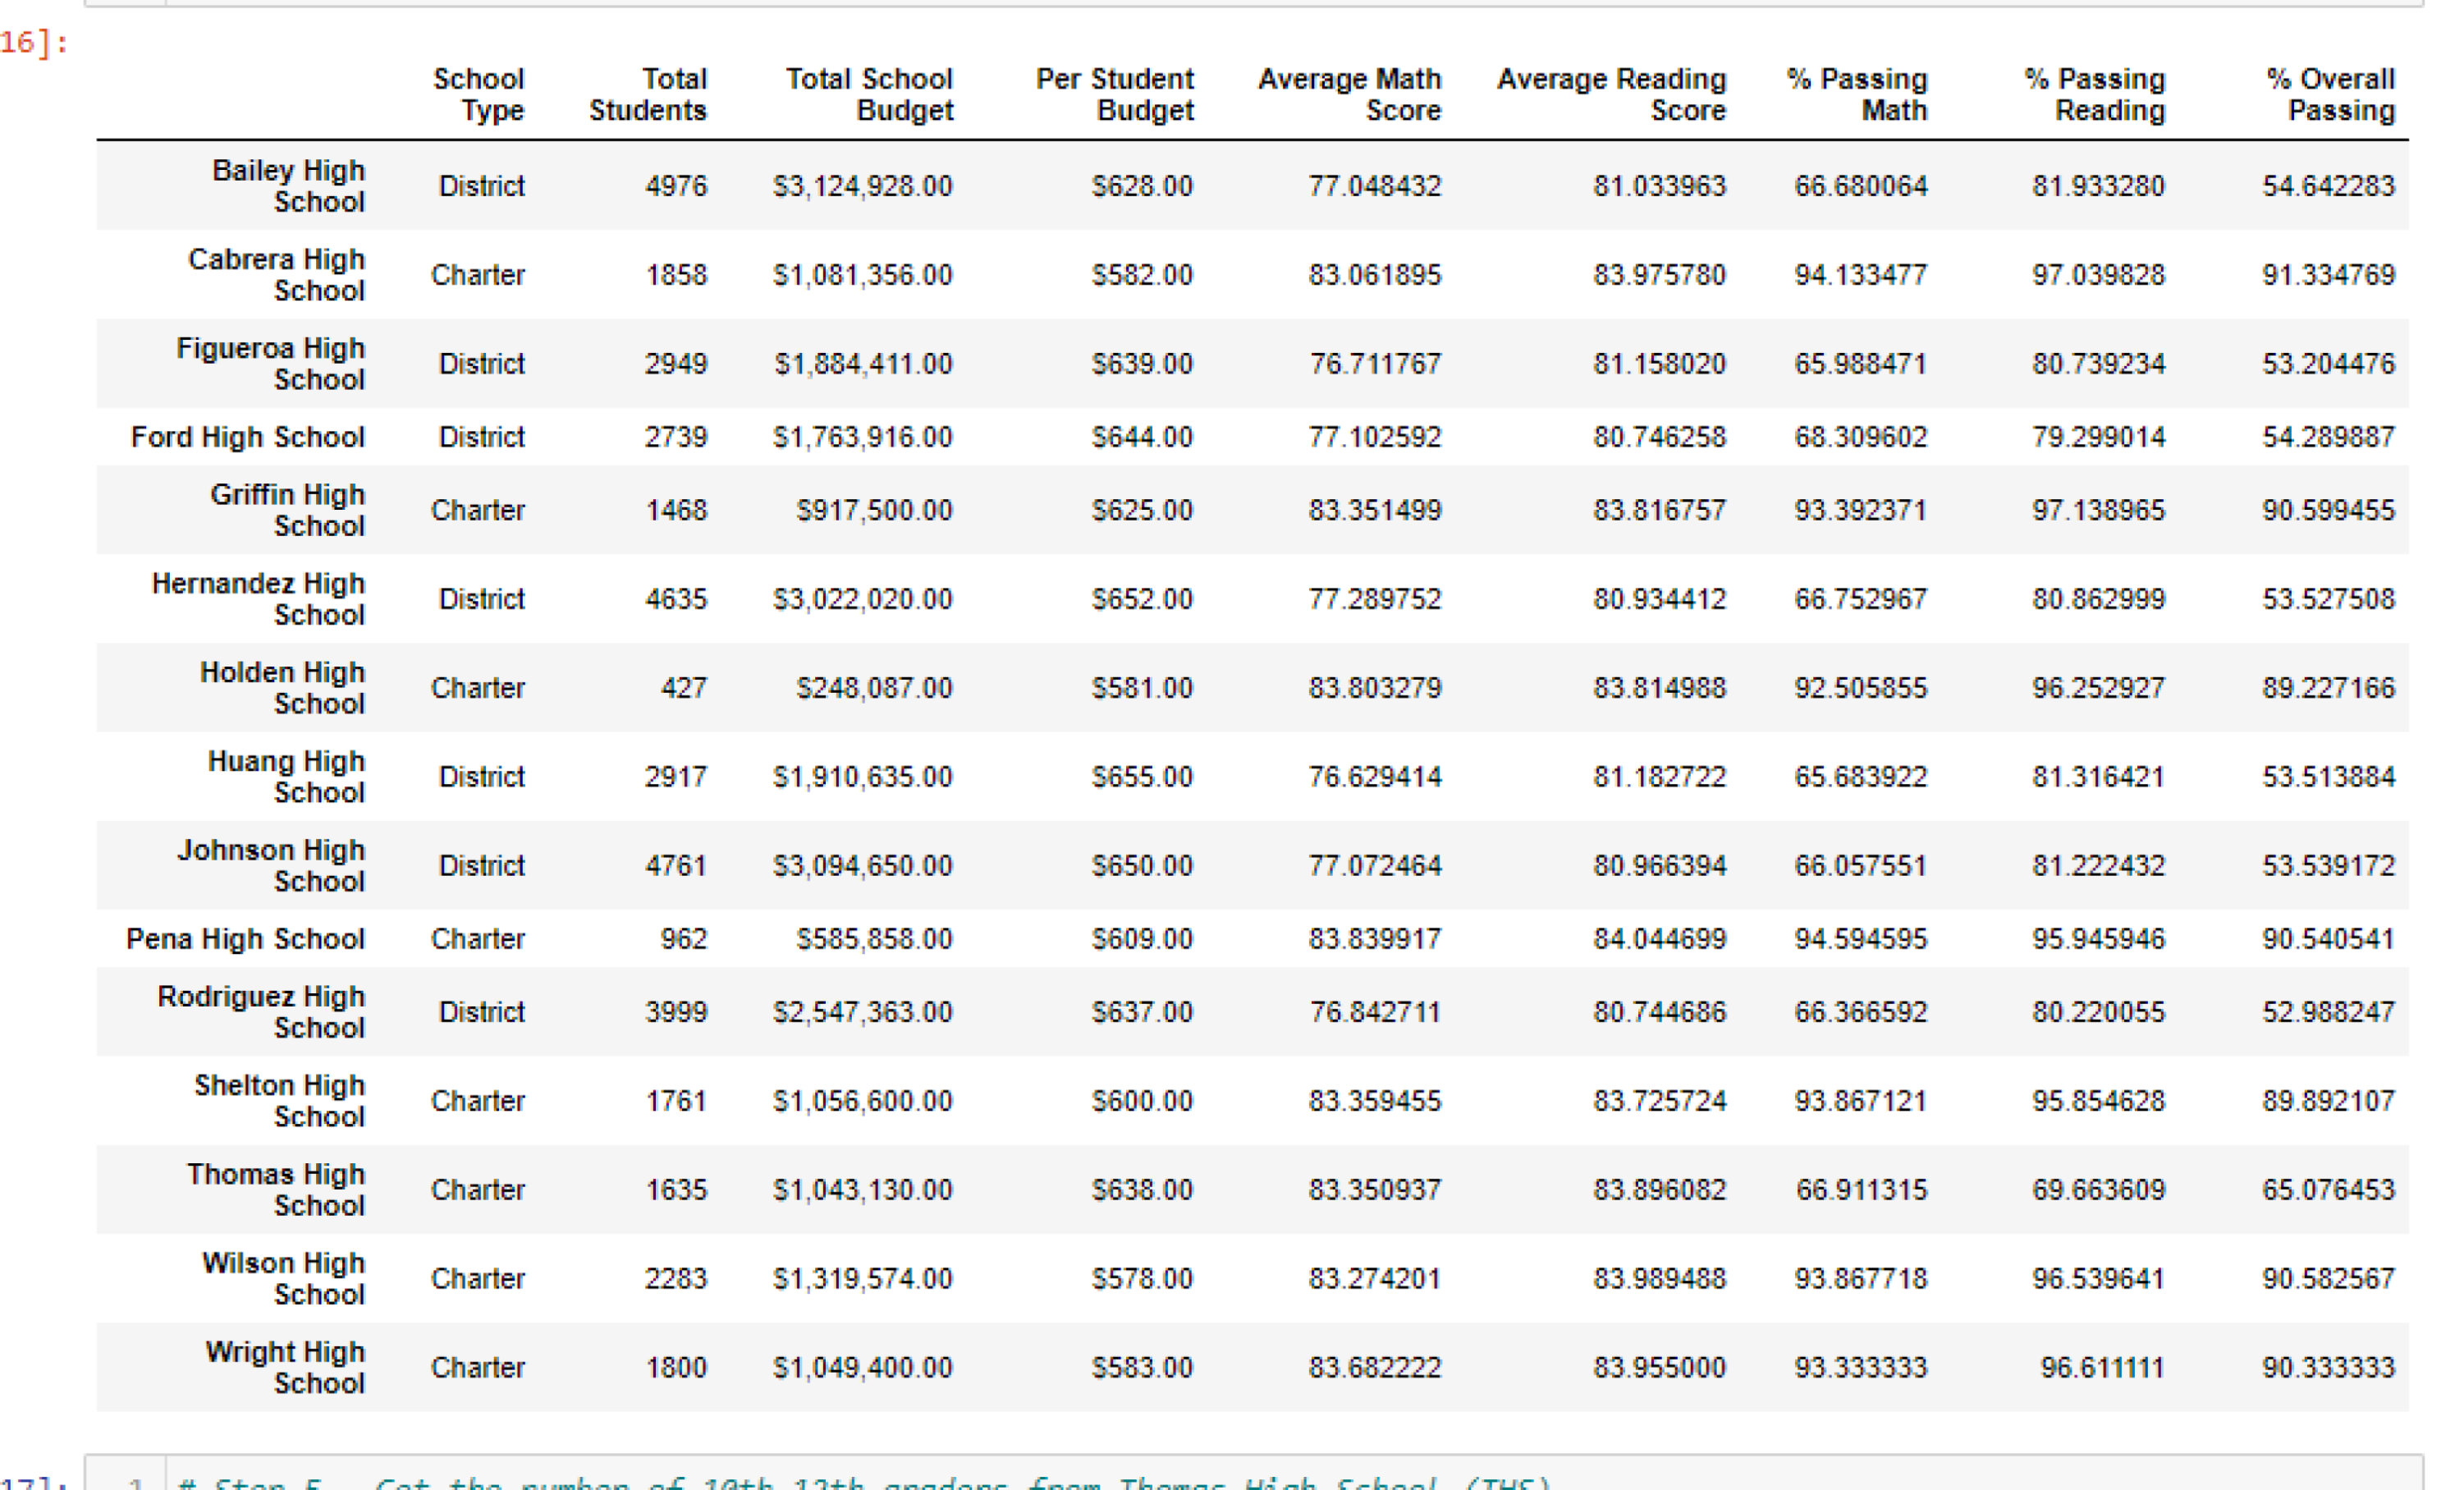 16]:
School Total Total School Per Student Average Math Average Reading % Passing % Passing % Overall
Type Students Budget Budget Score Score Math Reading Passing
Bailey High School District 4976 $3,124,928.00 $628.00 77.048432 81.033963 66.680064 81.933280 54.642283
Cabrera High School Charter 1858 $1,081,356.00 $582.00 83.061895 83.975780 94.133477 97.039828 91.334769
Figueroa High School District 2949 $1,884,411.00 $639.00 76.711767 81.158020 65.988471 80.739234 53.204476
Ford High School District 2739 $1,763,916.00 $644.00 77.102592 80.746258 68.309602 79.299014 54.289887
Griffin High School Charter 1468 $917,500.00 $625.00 83.351499 83.816757 93.392371 97.138965 90.599455
Hernandez High School District 4635 $3,022,020.00 $652.00 77.289752 80.934412 66.752967 80.862999 53.527508
Holden High School Charter 427 $248,087.00 $581.00 83.803279 83.814988 92.505855 96.252927 89.227166
Huang High School District 2917 $1,910,635.00 $655.00 76.629414 81.182722 65.683922 81.316421 53.513884
Johnson High School District 4761 $3,094,650.00 $650.00 77.072464 80.966394 66.057551 81.222432 53.539172
Pena High School Charter 962 $585,858.00 $609.00 83.839917 84.044699 94.594595 95.945946 90.540541
Rodriguez High School District 3999 $2,547,363.00 $637.00 76.842711 80.744686 66.366592 80.220055 52.988247
Shelton High School Charter 1761 $1,056,600.00 $600.00 83.359455 83.725724 93.867121 95.854628 89.892107
Thomas High School Charter 1635 $1,043,130.00 $638.00 83.350937 83.896082 66.911315 69.663609 65.076453
Wilson High School Charter 2283 $1,319,574.00 $578.00 83.274201 83.989488 93.867718 96.539641 90.582567
Wright High School Charter 1800 $1,049,400.00 $583.00 83.682222 83.955000 93.333333 96.611111 90.333333
17]: 1 # Step 5. Get the number of 10th-12th graders from Thomas High School (THS)